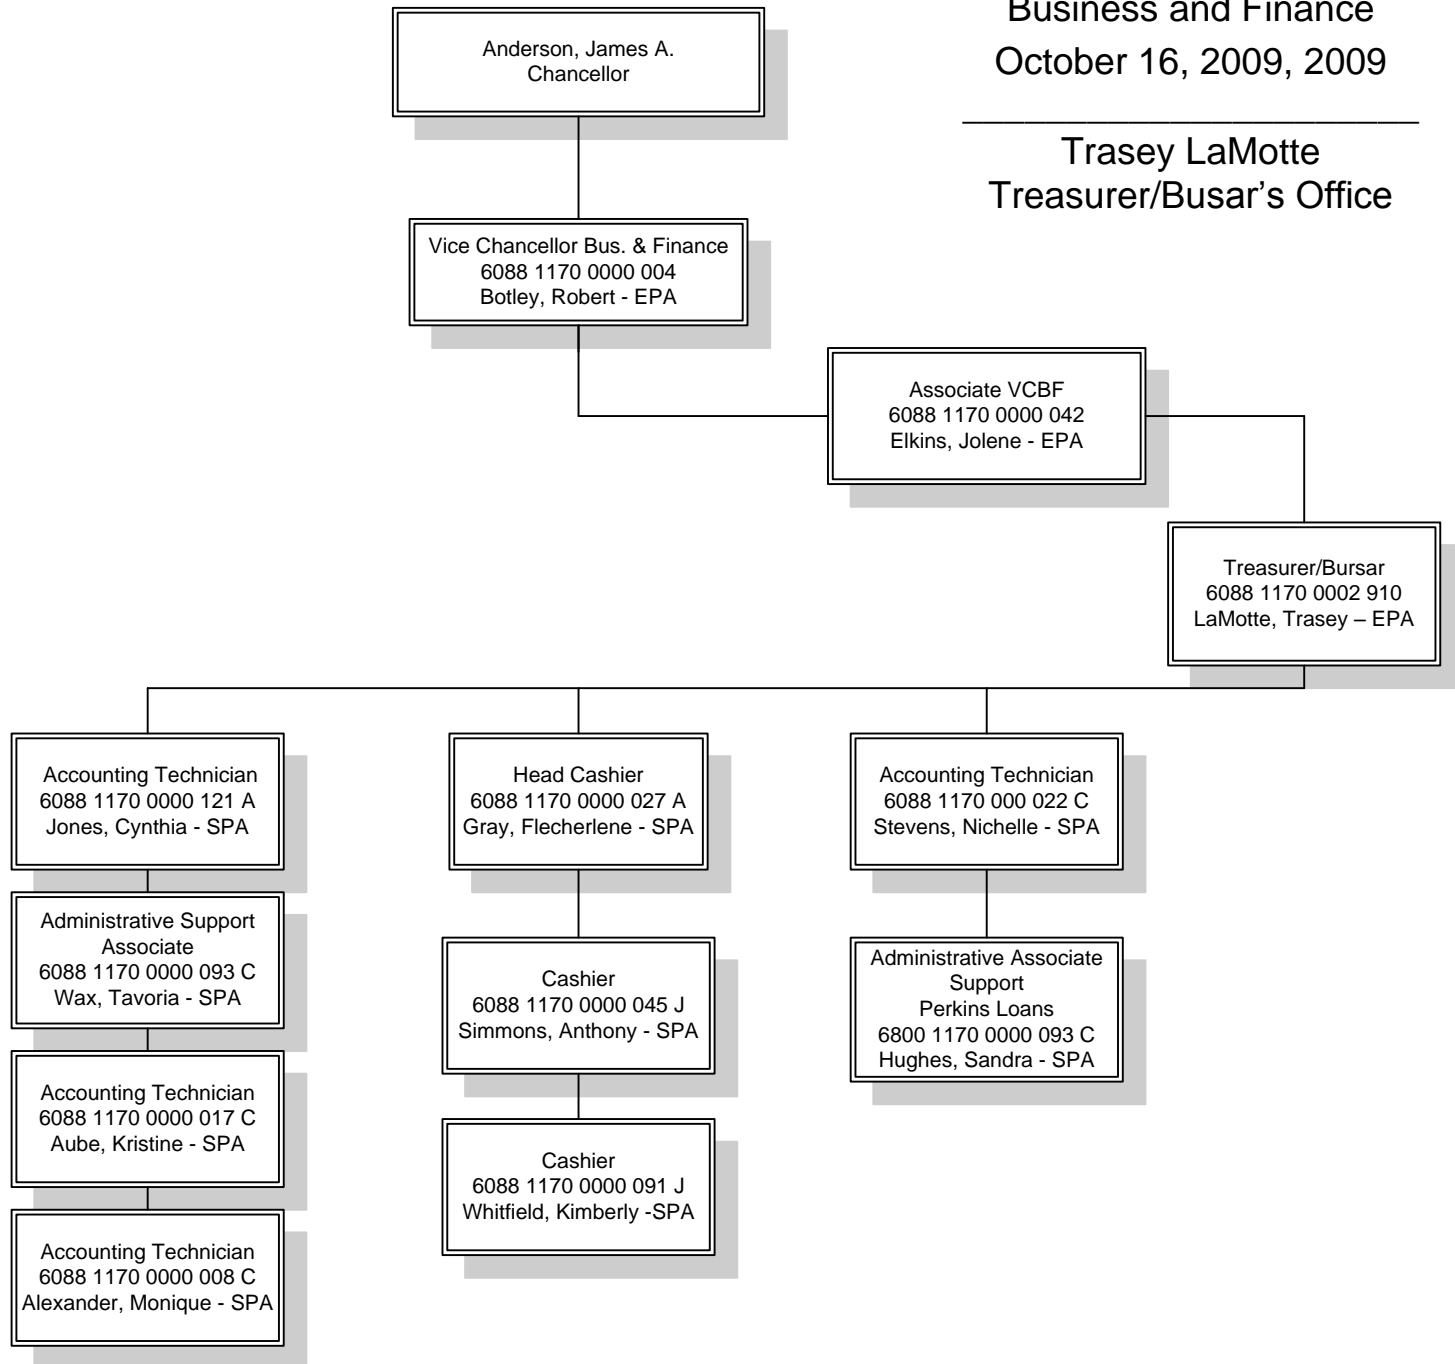 Business and Finance
October 16, 2009, 2009
Trasey LaMotte
Treasurer/Busar’s Office
Anderson, James A.
Chancellor
Vice Chancellor Bus. & Finance
6088 1170 0000 004
Botley, Robert - EPA
Associate VCBF
6088 1170 0000 042
Elkins, Jolene - EPA
Treasurer/Bursar
6088 1170 0002 910
LaMotte, Trasey – EPA
Accounting Technician
6088 1170 0000 121 A
Jones, Cynthia - SPA
Administrative Support
Associate
6088 1170 0000 093 C
Wax, Tavoria - SPA
Accounting Technician
6088 1170 0000 017 C
Aube, Kristine - SPA
Accounting Technician
6088 1170 0000 008 C
Alexander, Monique - SPA
Head Cashier
6088 1170 0000 027 A
Gray, Flecherlene - SPA
Cashier
6088 1170 0000 045 J
Simmons, Anthony - SPA
Cashier
6088 1170 0000 091 J
Whitfield, Kimberly -SPA
Accounting Technician
6088 1170 000 022 C
Stevens, Nichelle - SPA
Administrative Associate
Support
Perkins Loans
6800 1170 0000 093 C
Hughes, Sandra - SPA